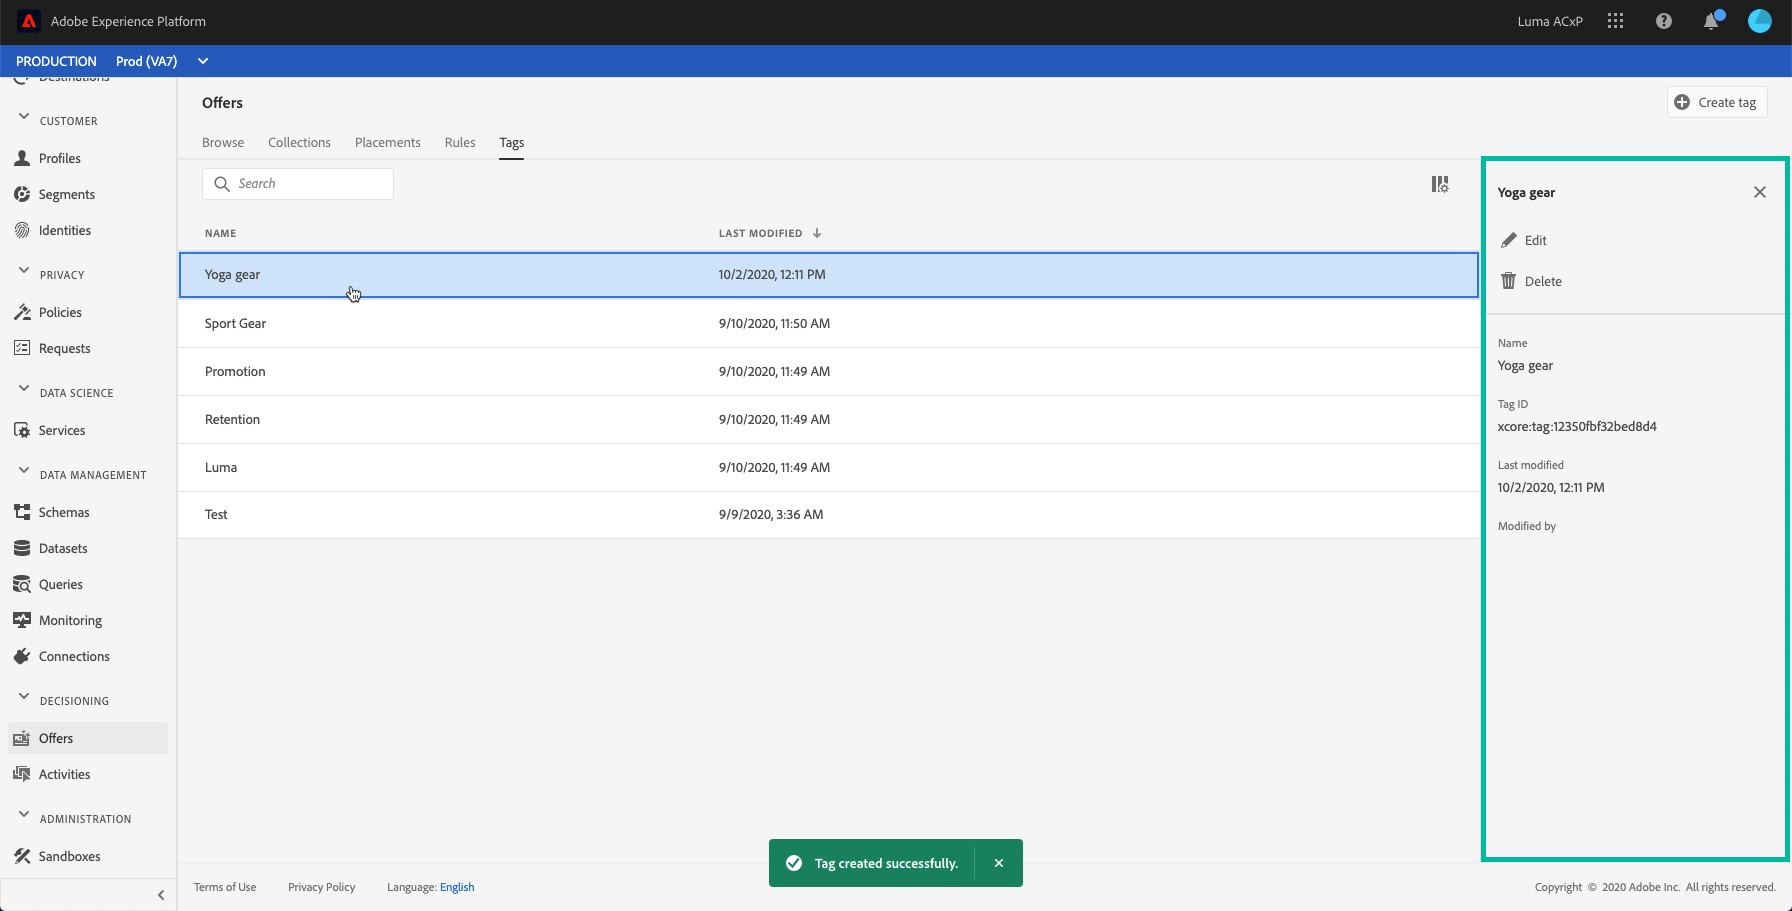 Adobe Experience Platform
Luma ACxP
PRODUCTION Prod (VA7)
Destinations
CUSTOMER
Profiles
Segments
Identities
PRIVACY
Policies
Requests
DATA SCIENCE
Services
DATA MANAGEMENT
Schemas
Datasets
Queries
Monitoring
Connections
DECISIONING
Offers
Activities
ADMINISTRATION
Sandboxes
Offers
Create tag
Browse Collections Placements Rules Tags
Search
NAME LAST MODIFIED
Yoga gear 10/2/2020, 12:11 PM
Sport Gear 9/10/2020, 11:50 AM
Promotion 9/10/2020, 11:49 AM
Retention 9/10/2020, 11:49 AM
Luma 9/10/2020, 11:49 AM
Test 9/9/2020, 3:36 AM
Yoga gear
Edit
Delete
Name
Yoga gear
Tag ID
xcore:tag:12350fbf32bed8d4
Last modified
10/2/2020, 12:11 PM
Modified by
Tag created successfully.
Terms of Use Privacy Policy Language: English
Copyright © 2020 Adobe Inc. All rights reserved.